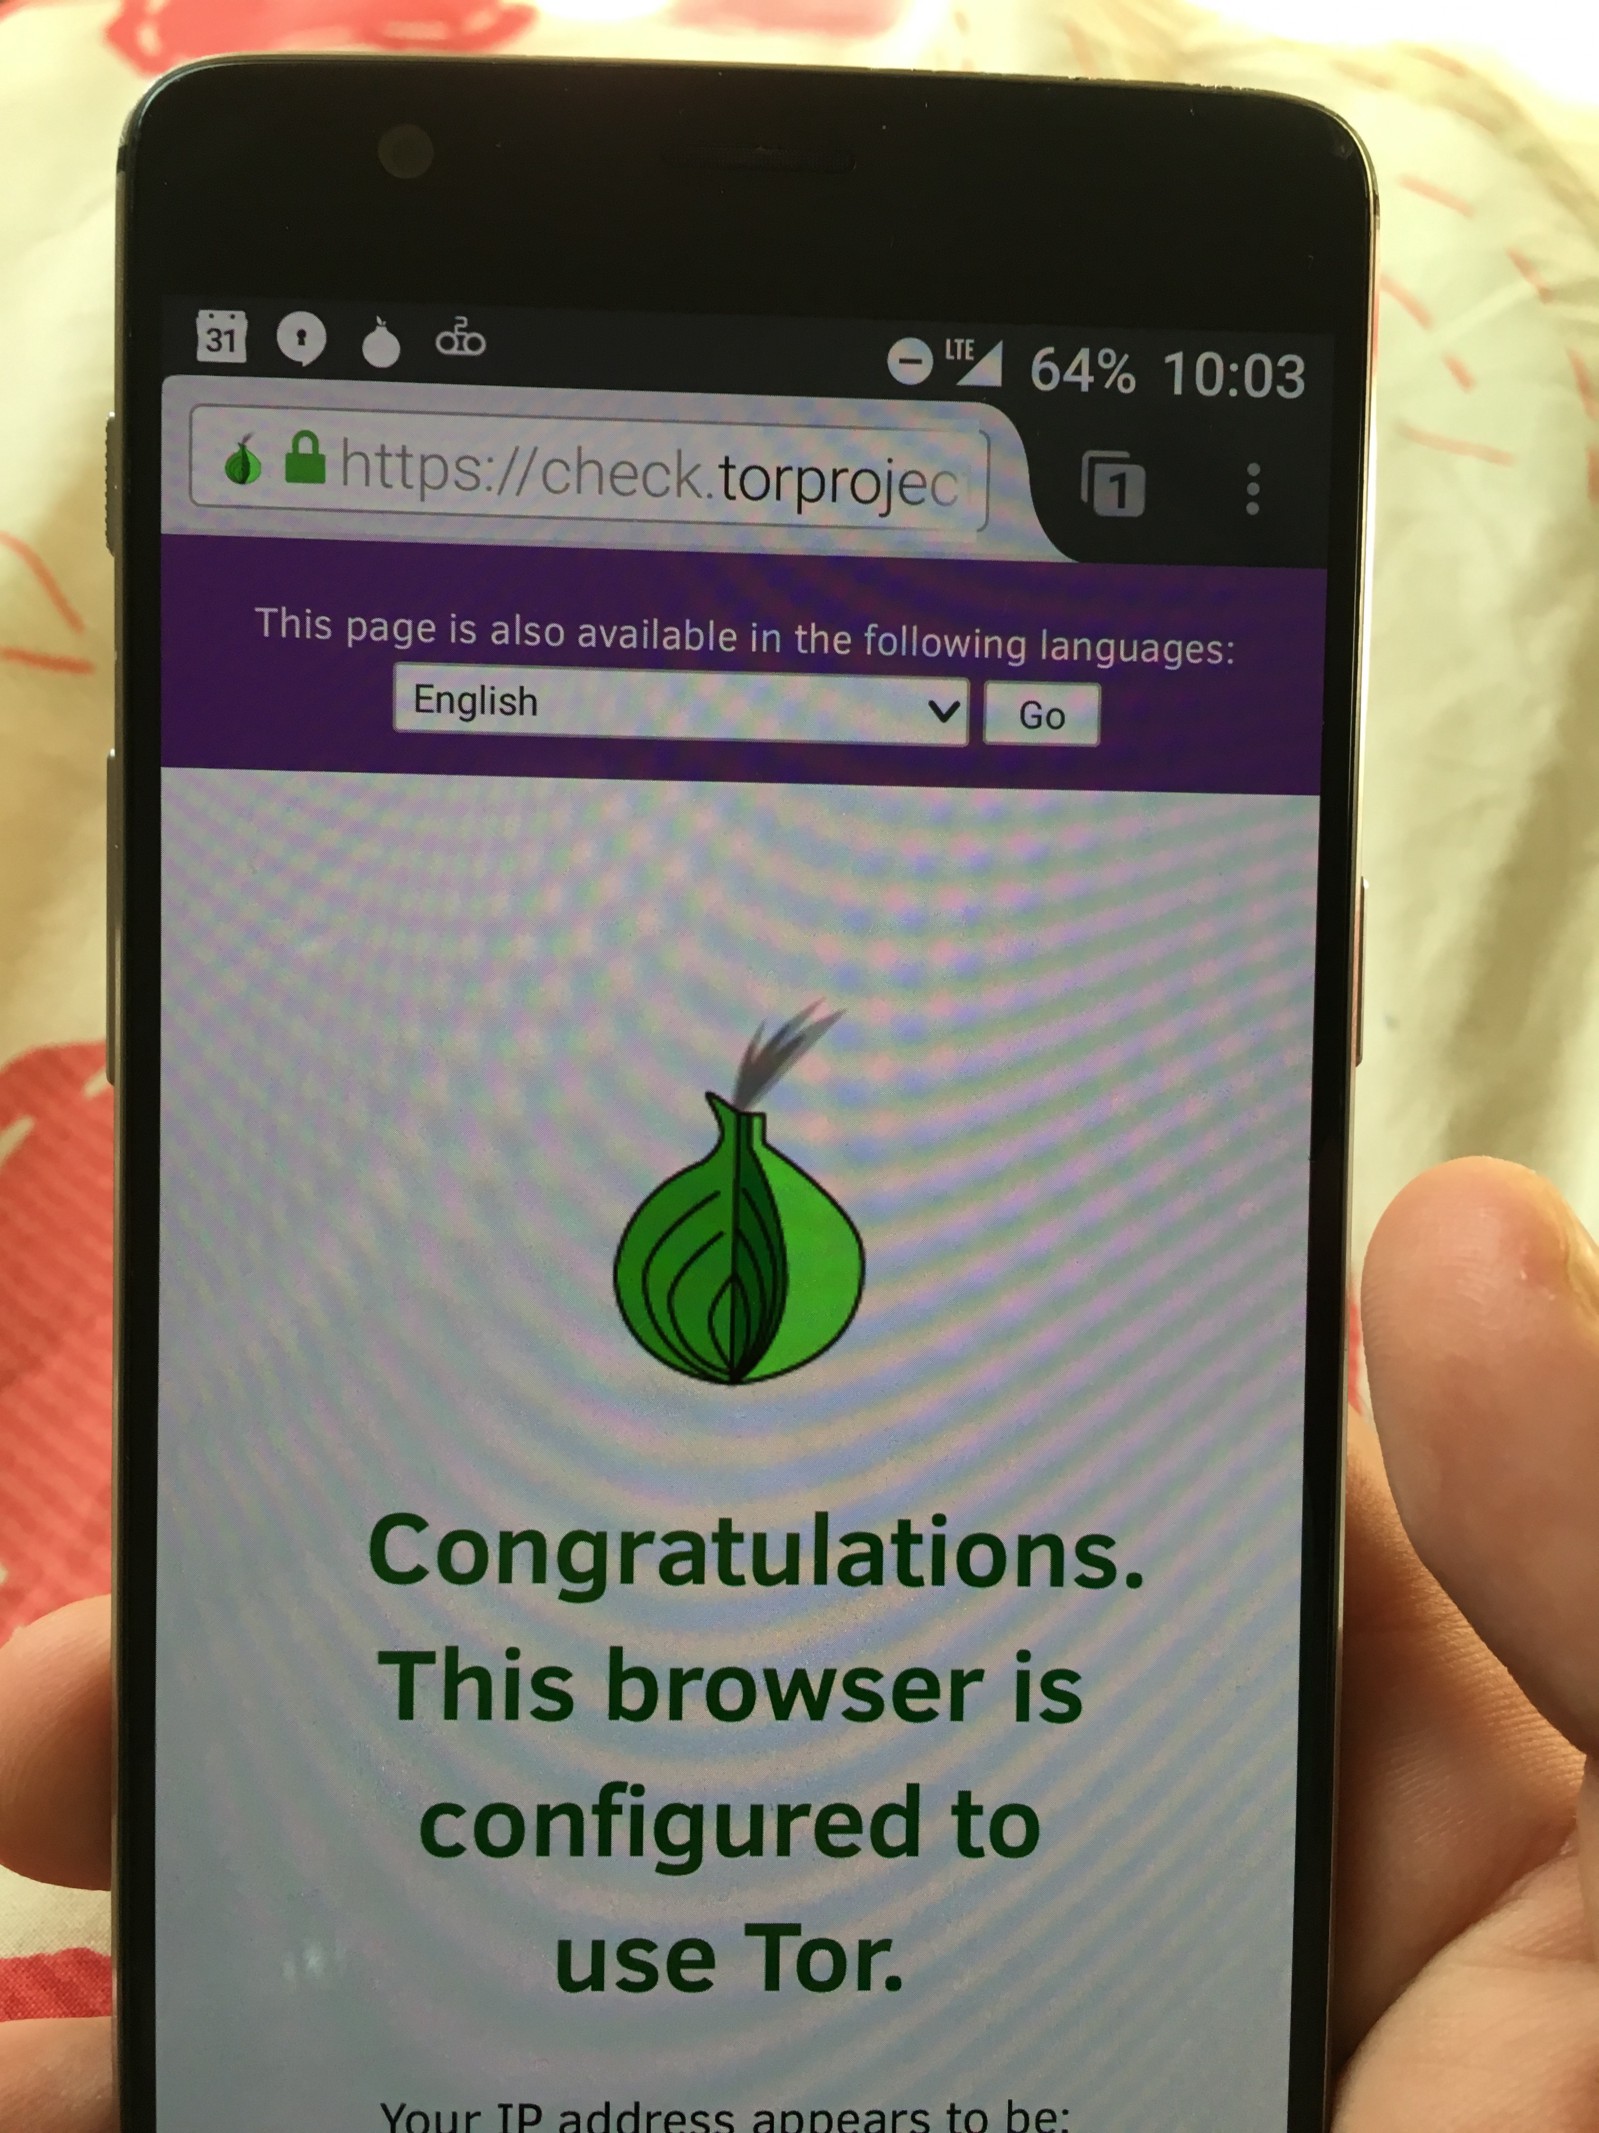 31
LTE 64% 10:03
https://check.torprojec
1
This page is also available in the following languages:
English Go
Congratulations.
This browser is
configured to
use Tor.
Your IP address appears to be: